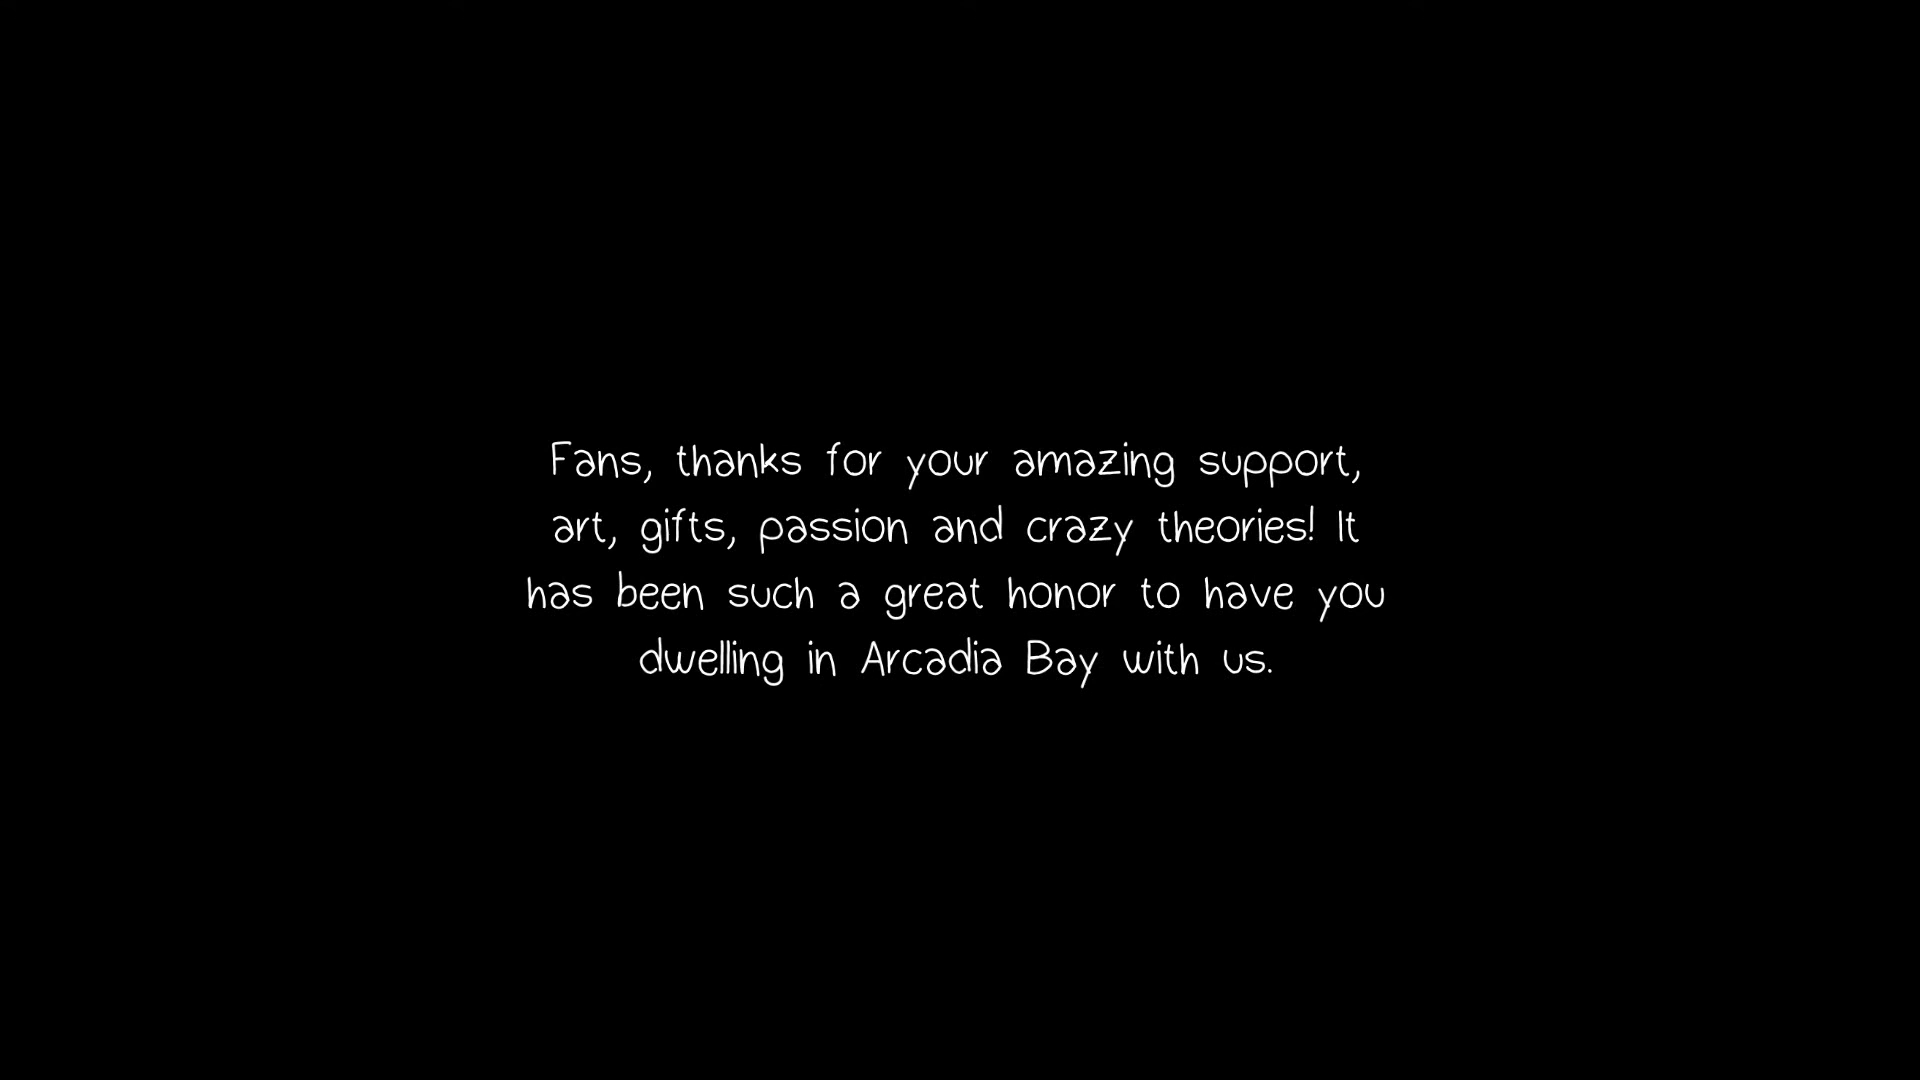 Fans, thanks for your amazing support,
art, gifts, passion and crazy theories! It
has been such a great honor to have you
dwelling in Arcadia Bay with us.